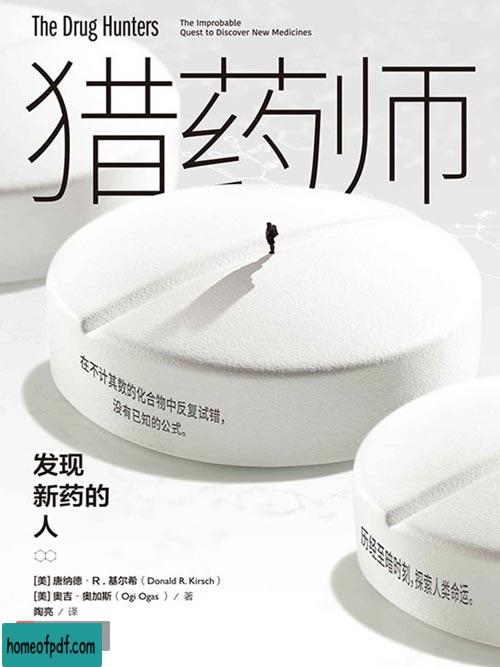 The Drug Hunters
The Improbable
Quest to Discover New Medicines
猎药师
在不计其数的化合物中反复试错，
没有已知的公式。
发现
新药的
人
历经至暗时刻，探索人类命运。
[美]唐纳德·R.基尔希（Donald R. Kirsch）
[美]奥吉·奥加斯（Ogi Ogas）／著
陶亮／译
homeofpdf.com